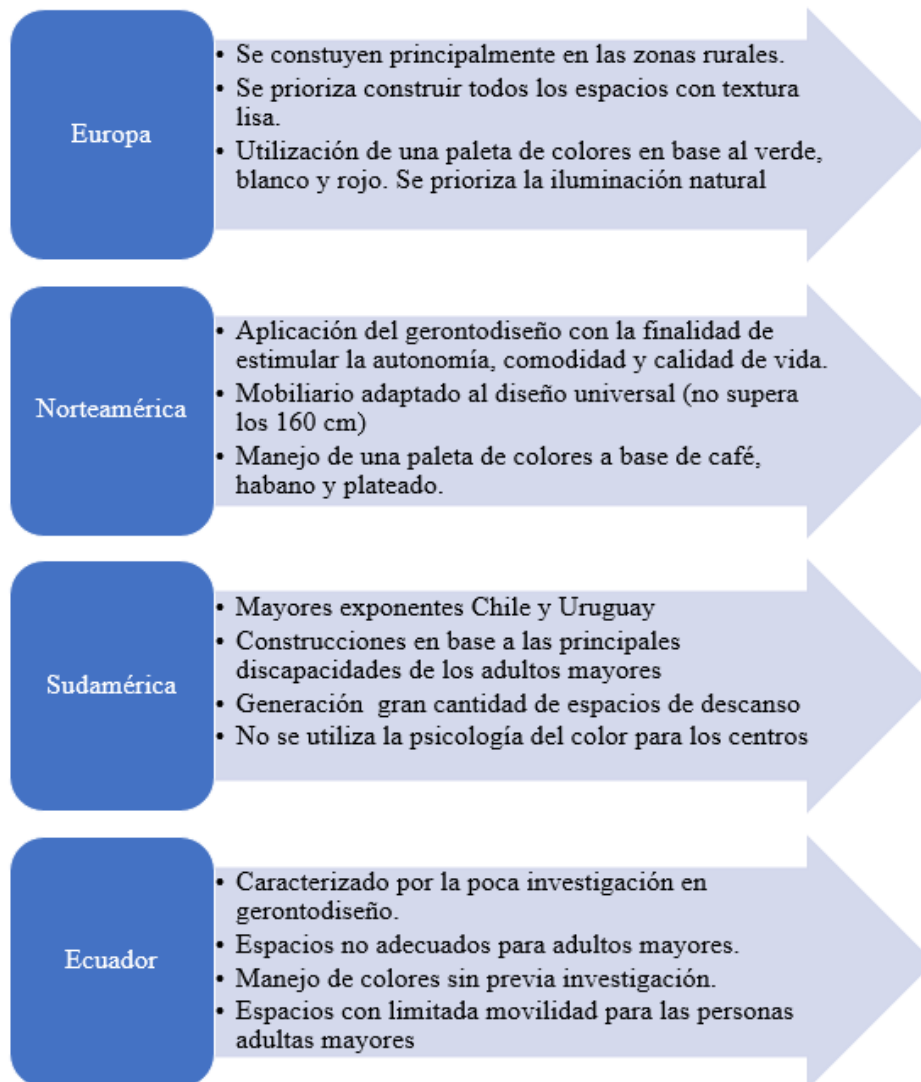 Europa
• Se constuyen principalmente en las zonas rurales.
• Se prioriza construir todos los espacios con textura
lisa.
• Utilización de una paleta de colores en base al verde,
blanco y rojo. Se prioriza la iluminación natural
Norteamérica
• Aplicación del gerontodiseño con la finalidad de
estimular la autonomía, comodidad y calidad de vida.
• Mobiliario adaptado al diseño universal (no supera
los 160 cm)
• Manejo de una paleta de colores a base de café,
habano y plateado.
Sudamérica
• Mayores exponentes Chile y Uruguay
• Construcciones en base a las principales
discapacidades de los adultos mayores
• Generación  gran cantidad de espacios de descanso
• No se utiliza la psicología del color para los centros
Ecuador
• Caracterizado por la poca investigación en
gerontodiseño.
• Espacios no adecuados para adultos mayores.
• Manejo de colores sin previa investigación.
• Espacios con limitada movilidad para las personas
adultas mayores